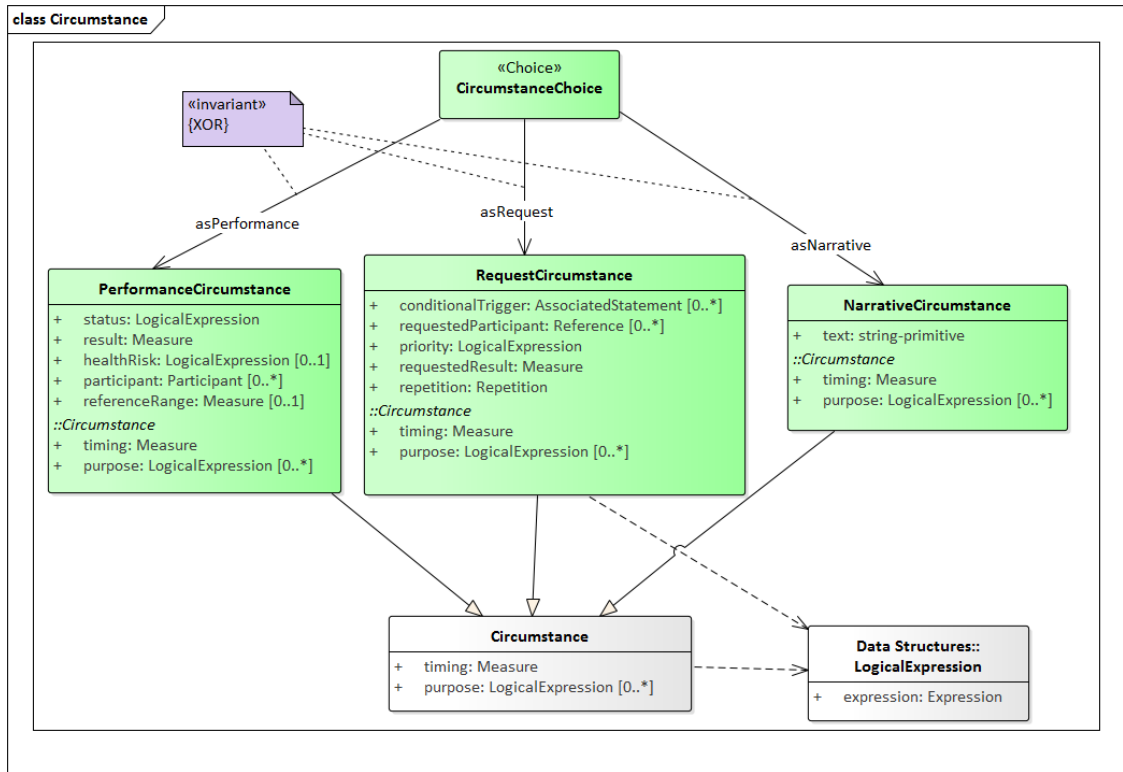 class Circumstance
«Choice»
CircumstanceChoice
«invariant»
{XOR}
asPerformance
asRequest
asNarrative
PerformanceCircumstance
+ status: LogicalExpression
+ result: Measure
+ healthRisk: LogicalExpression [0..1]
+ participant: Participant [0..*]
+ referenceRange: Measure [0..1]
::Circumstance
+ timing: Measure
+ purpose: LogicalExpression [0..*]
RequestCircumstance
+ conditionalTrigger: AssociatedStatement [0..*]
+ requestedParticipant: Reference [0..*]
+ priority: LogicalExpression
+ requestedResult: Measure
+ repetition: Repetition
::Circumstance
+ timing: Measure
+ purpose: LogicalExpression [0..*]
NarrativeCircumstance
+ text: string-primitive
::Circumstance
+ timing: Measure
+ purpose: LogicalExpression [0..*]
Circumstance
+ timing: Measure
+ purpose: LogicalExpression [0..*]
Data Structures::
LogicalExpression
+ expression: Expression